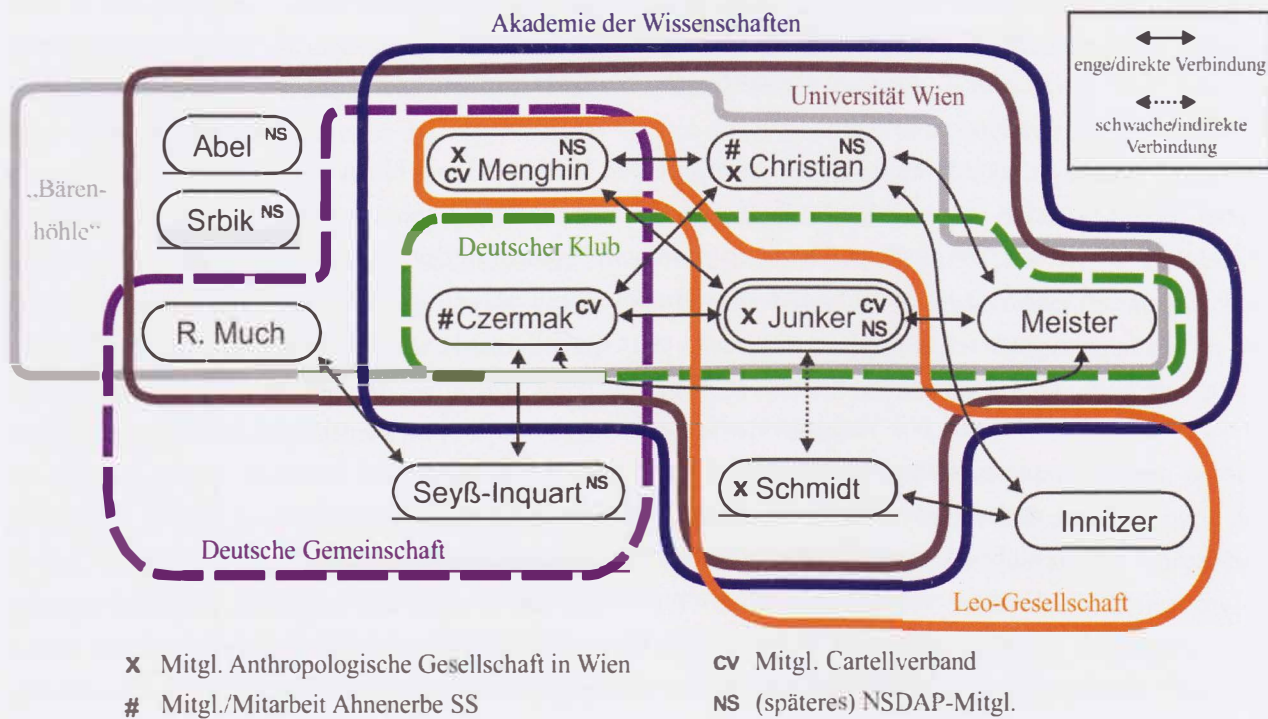 Akademie der Wissenschaften
enge/direkte Verbindung
schwache/indirekte
Verbindung
Universität Wien
Abel NS
x cv Menghin NS
# x Christian NS
„Bären-
höhle“
Srbik NS
Deutscher Klub
R. Much
# Czermak CV
x Junker CV NS
Meister
Seyß-Inquart NS
x Schmidt
Innitzer
Deutsche Gemeinschaft
Leo-Gesellschaft
x Mitgl. Anthropologische Gesellschaft in Wien
# Mitgl./Mitarbeit Ahnenerbe SS
cv Mitgl. Cartellverband
NS (späteres) NSDAP-Mitgl.